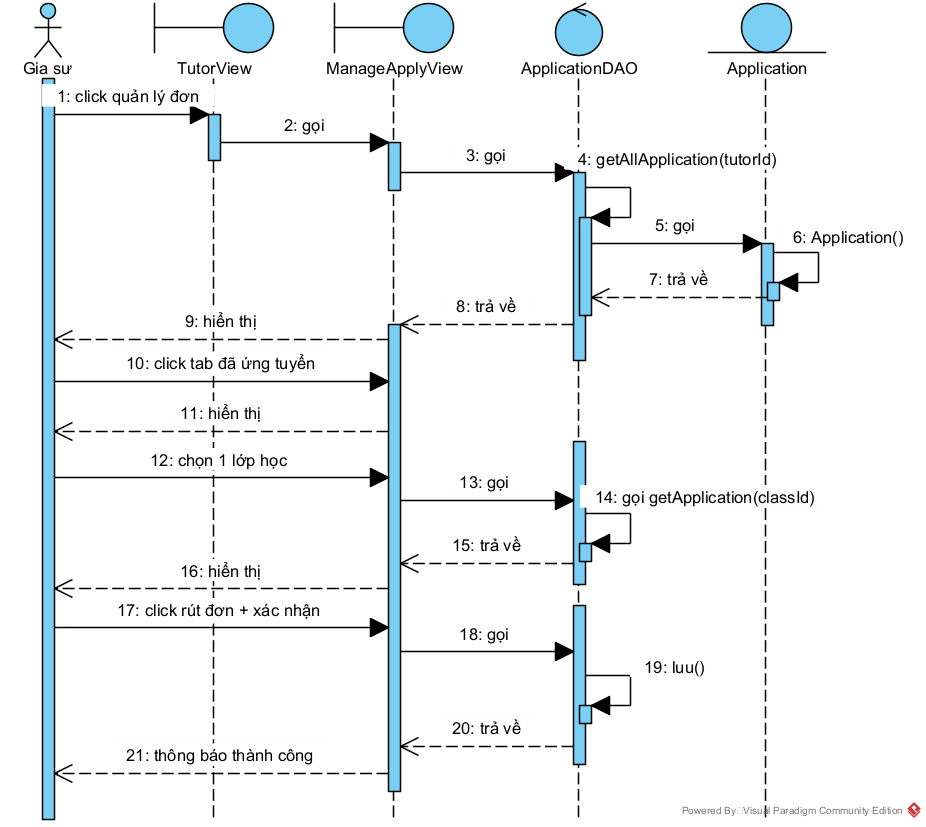 Gia sư
TutorView
ManageApplyView
ApplicationDAO
Application
1: click quản lý đơn
2: gọi
3: gọi
4: getAllApplication(tutorId)
5: gọi
6: Application()
7: trả về
8: trả về
9: hiển thị
10: click tab đã ứng tuyển
11: hiển thị
12: chọn 1 lớp học
13: gọi
14: gọi getApplication(classId)
15: trả về
16: hiển thị
17: click rút đơn + xác nhận
18: gọi
19: luu()
20: trả về
21: thông báo thành công
Powered By Visual Paradigm Community Edition